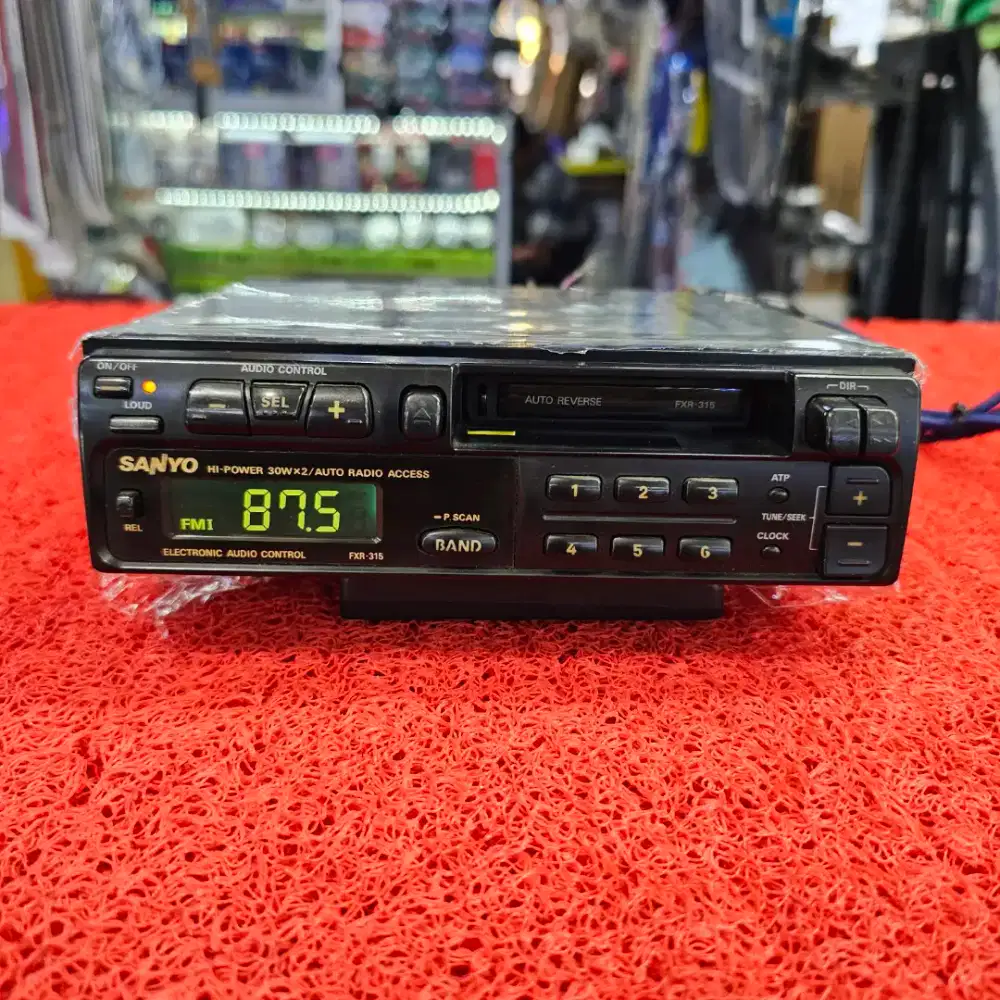 ON/OFF
LOUD
AUDIO CONTROL
- SEL +
AUTO REVERSE FXR-315
DIR
SANYO HI-POWER 30W×2/AUTO RADIO ACCESS
REL
FM1 87.5
ELECTRONIC AUDIO CONTROL FXR-315
- P.SCAN
BAND
1 2 3
4 5 6
ATP
TUNE/SEEK
CLOCK
+
-